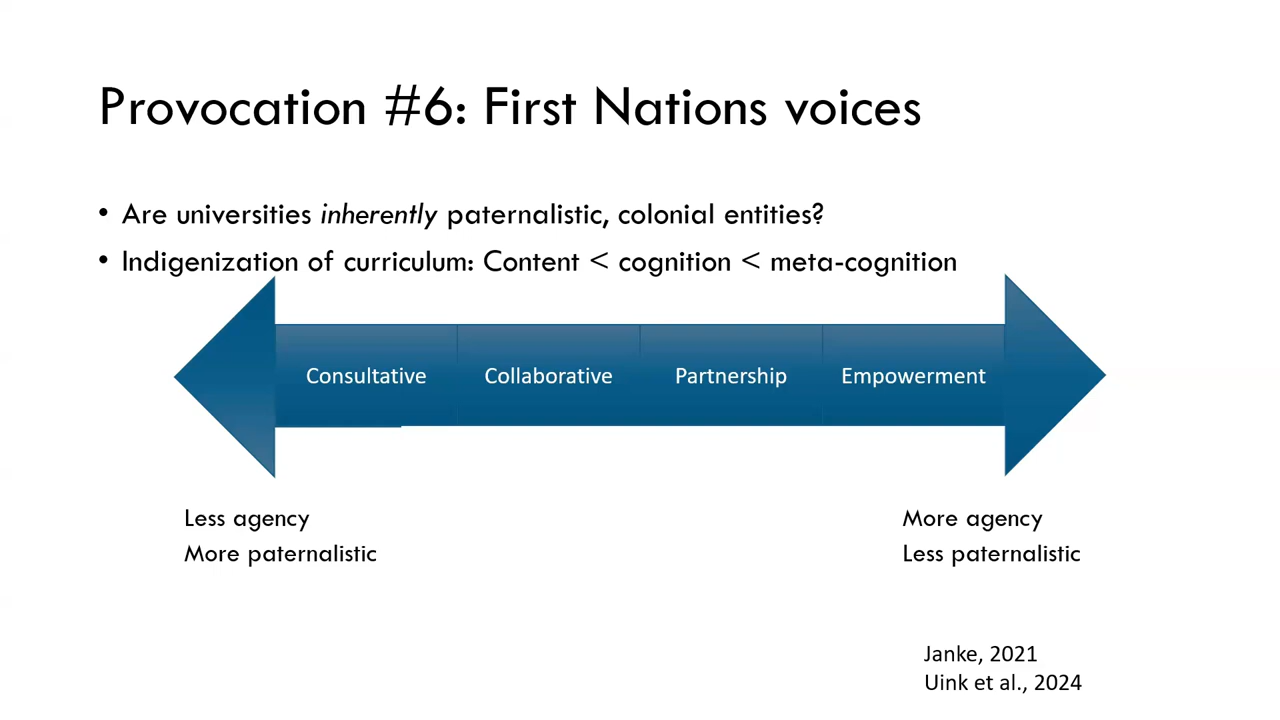 Provocation #6: First Nations voices
• Are universities inherently paternalistic, colonial entities?
• Indigenization of curriculum: Content < cognition < meta-cognition
Consultative Collaborative Partnership Empowerment
Less agency
More paternalistic
More agency
Less paternalistic
Janke, 2021
Uink et al., 2024